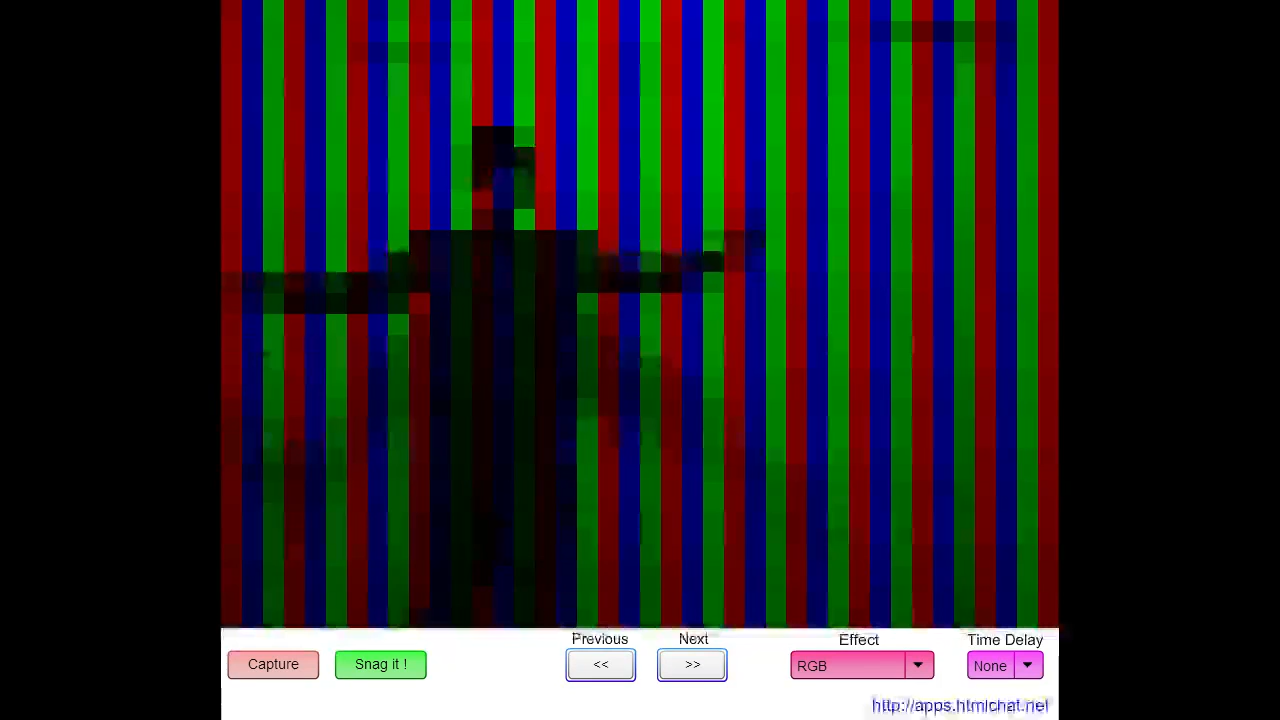 Previous Next Effect Time Delay
Capture Snag it ! << >> RGB None
http://apps.htmlchat.net